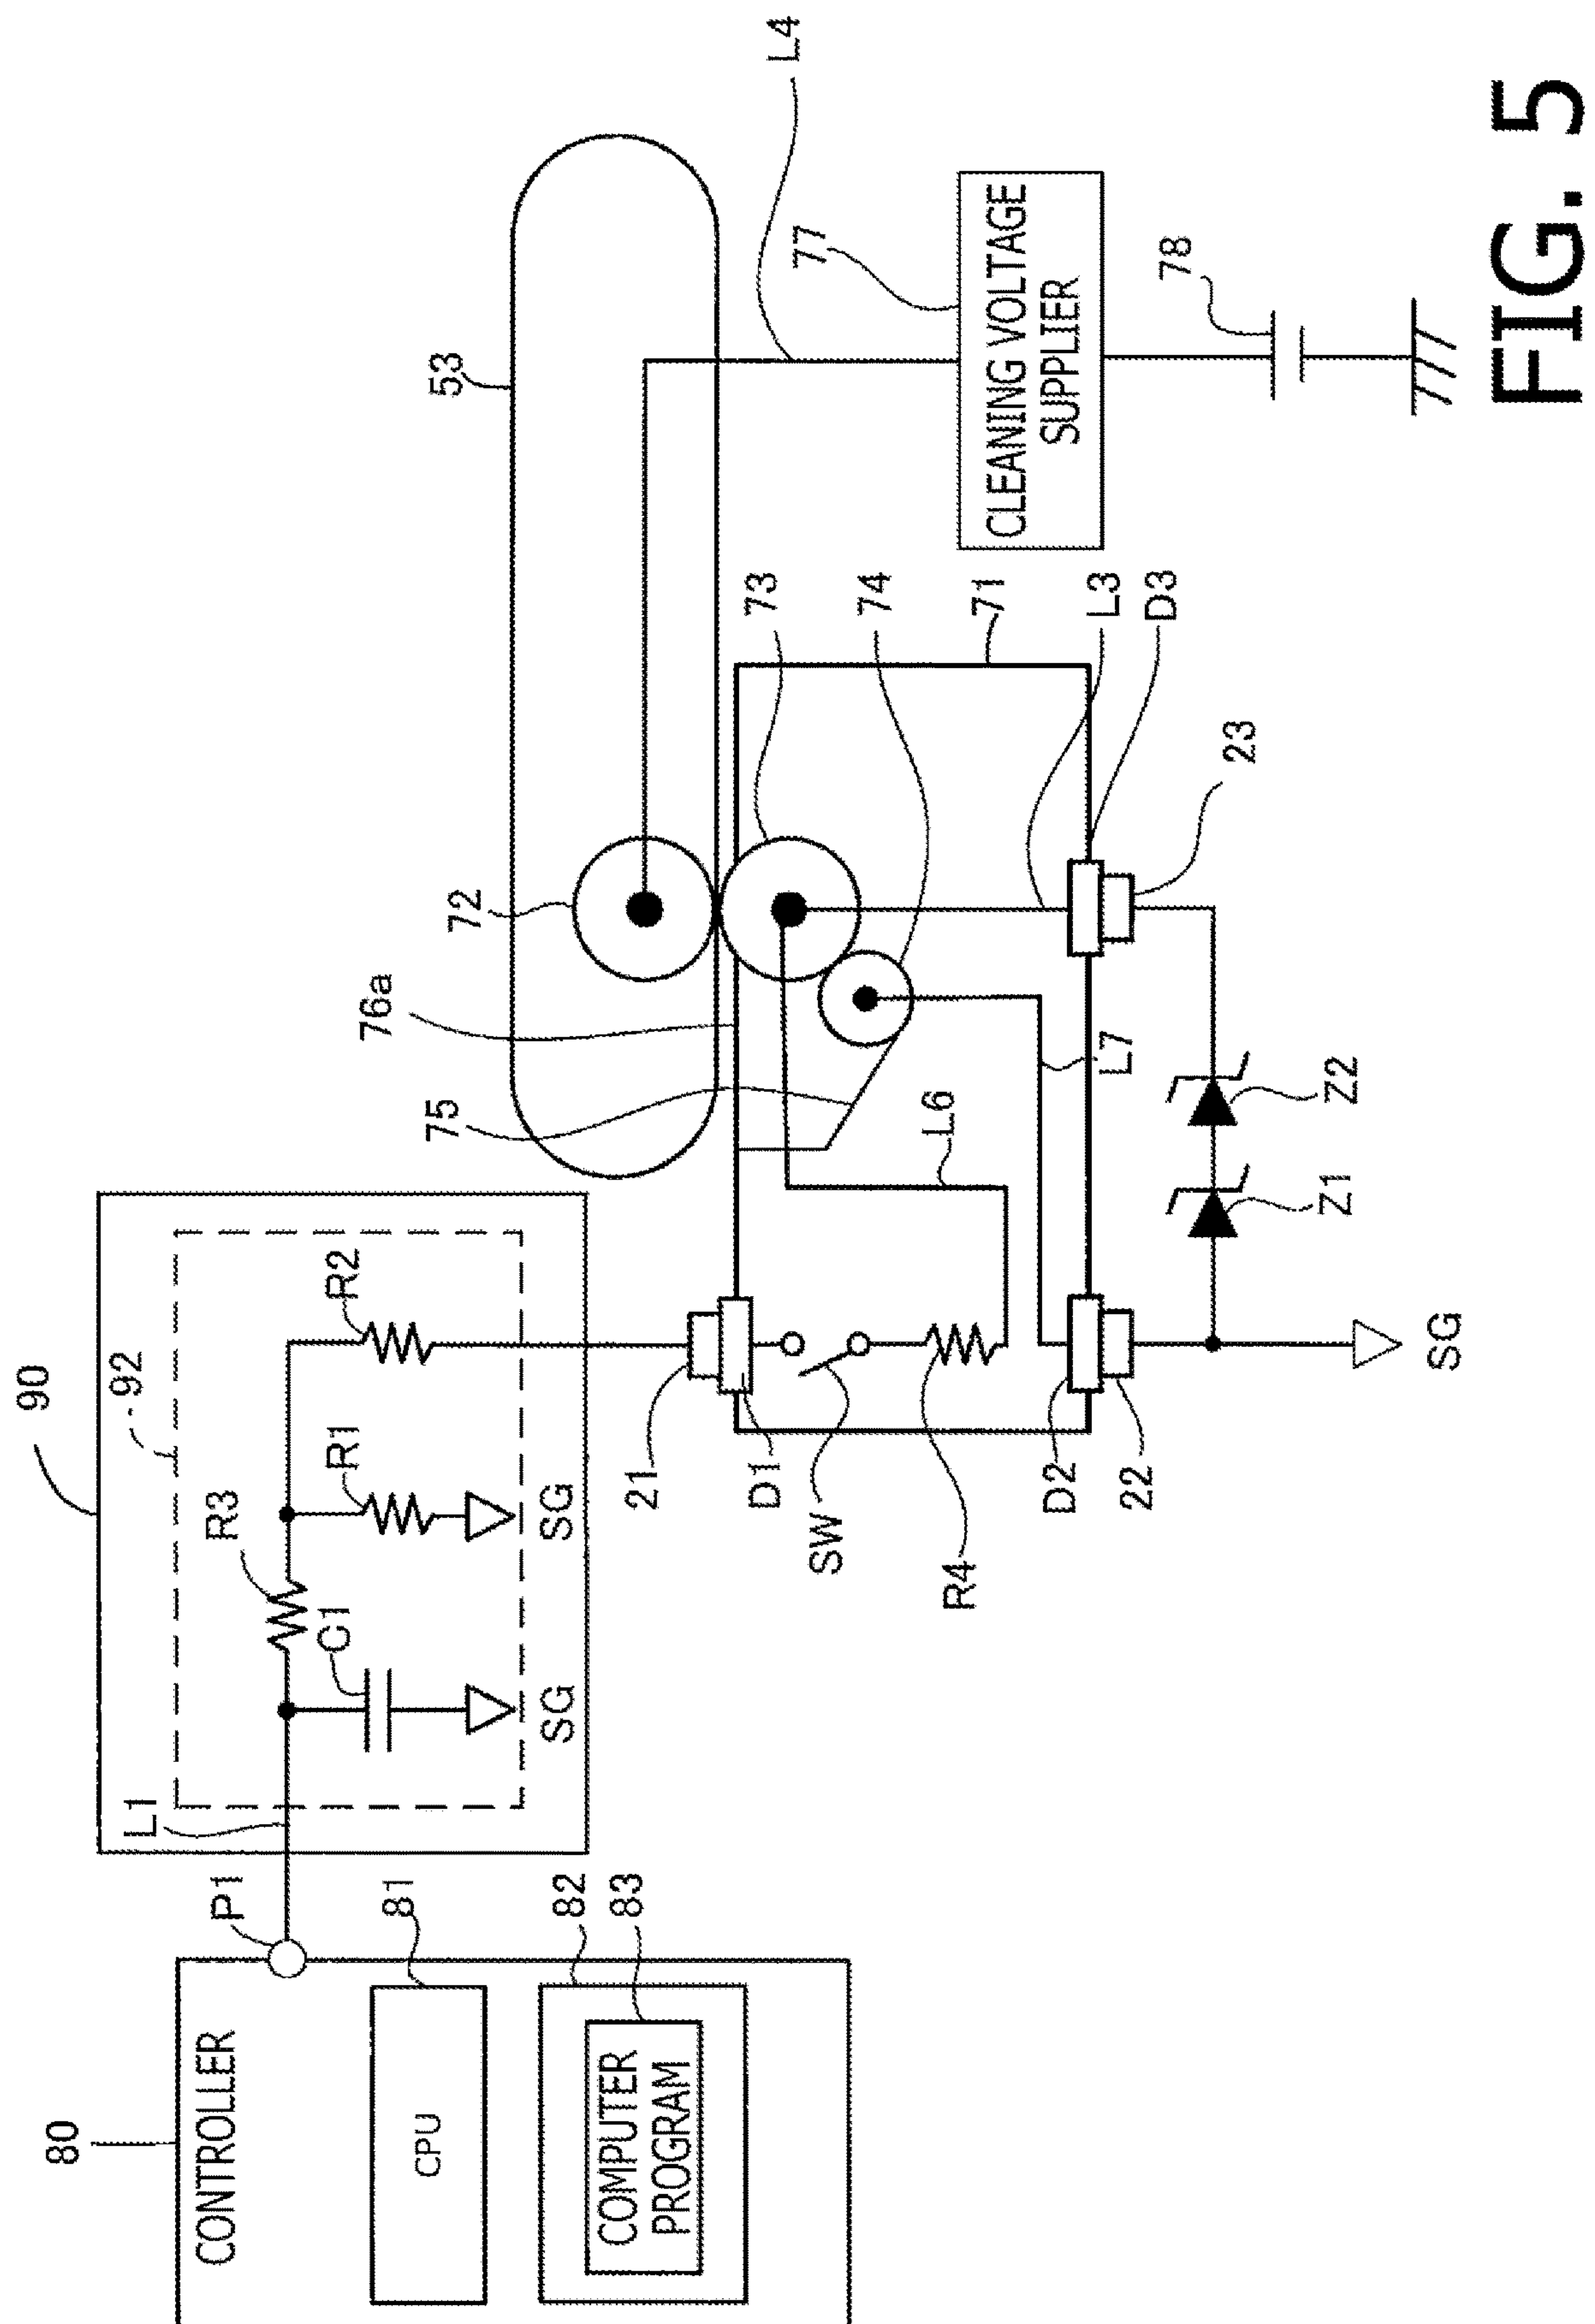 80
CONTROLLER
P1
CPU
81
82
83
COMPUTER
PROGRAM
90
92
L1
R3
C1
R1
R2
SG
SG
21
D1
SW
R4
D2
22
SG
53
72
76a
75
73
74
71
L6
L7
L3
D3
23
Z1
Z2
L4
77
CLEANING VOLTAGE
SUPPLIER
78
FIG. 5